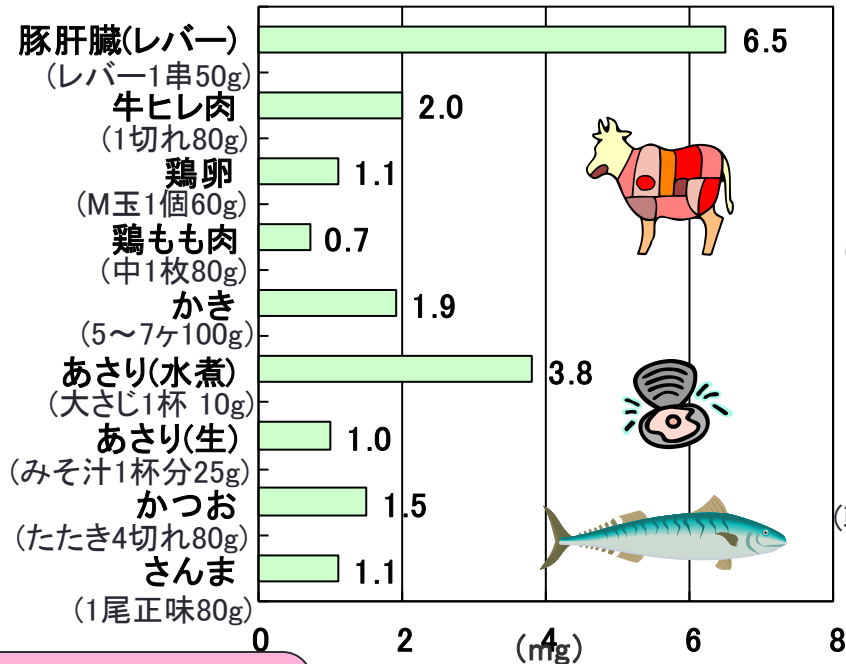 豚肝臓(レバー) 6.5
(レバー1串50g)
牛ヒレ肉 2.0
(1切れ80g)
鶏卵 1.1
(M玉1個60g)
鶏もも肉 0.7
(中1枚80g)
かき 1.9
(5～7ヶ100g)
あさり(水煮) 3.8
(大さじ1杯 10g)
あさり(生) 1.0
(みそ汁1杯分25g)
かつお 1.5
(たたき4切れ80g)
さんま 1.1
(1尾正味80g)
0 2 4 6 8
(mg)